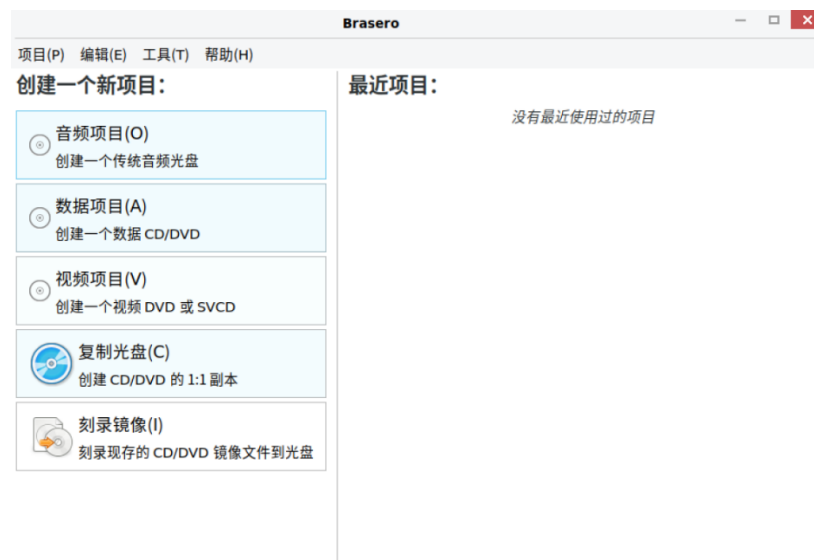 Brasero
项目(P) 编辑(E) 工具(T) 帮助(H)
创建一个新项目：
音频项目(O)
创建一个传统音频光盘
数据项目(A)
创建一个数据 CD/DVD
视频项目(V)
创建一个视频 DVD 或 SVCD
复制光盘(C)
创建 CD/DVD 的 1:1 副本
刻录镜像(I)
刻录现存的 CD/DVD 镜像文件到光盘
最近项目：
没有最近使用过的项目